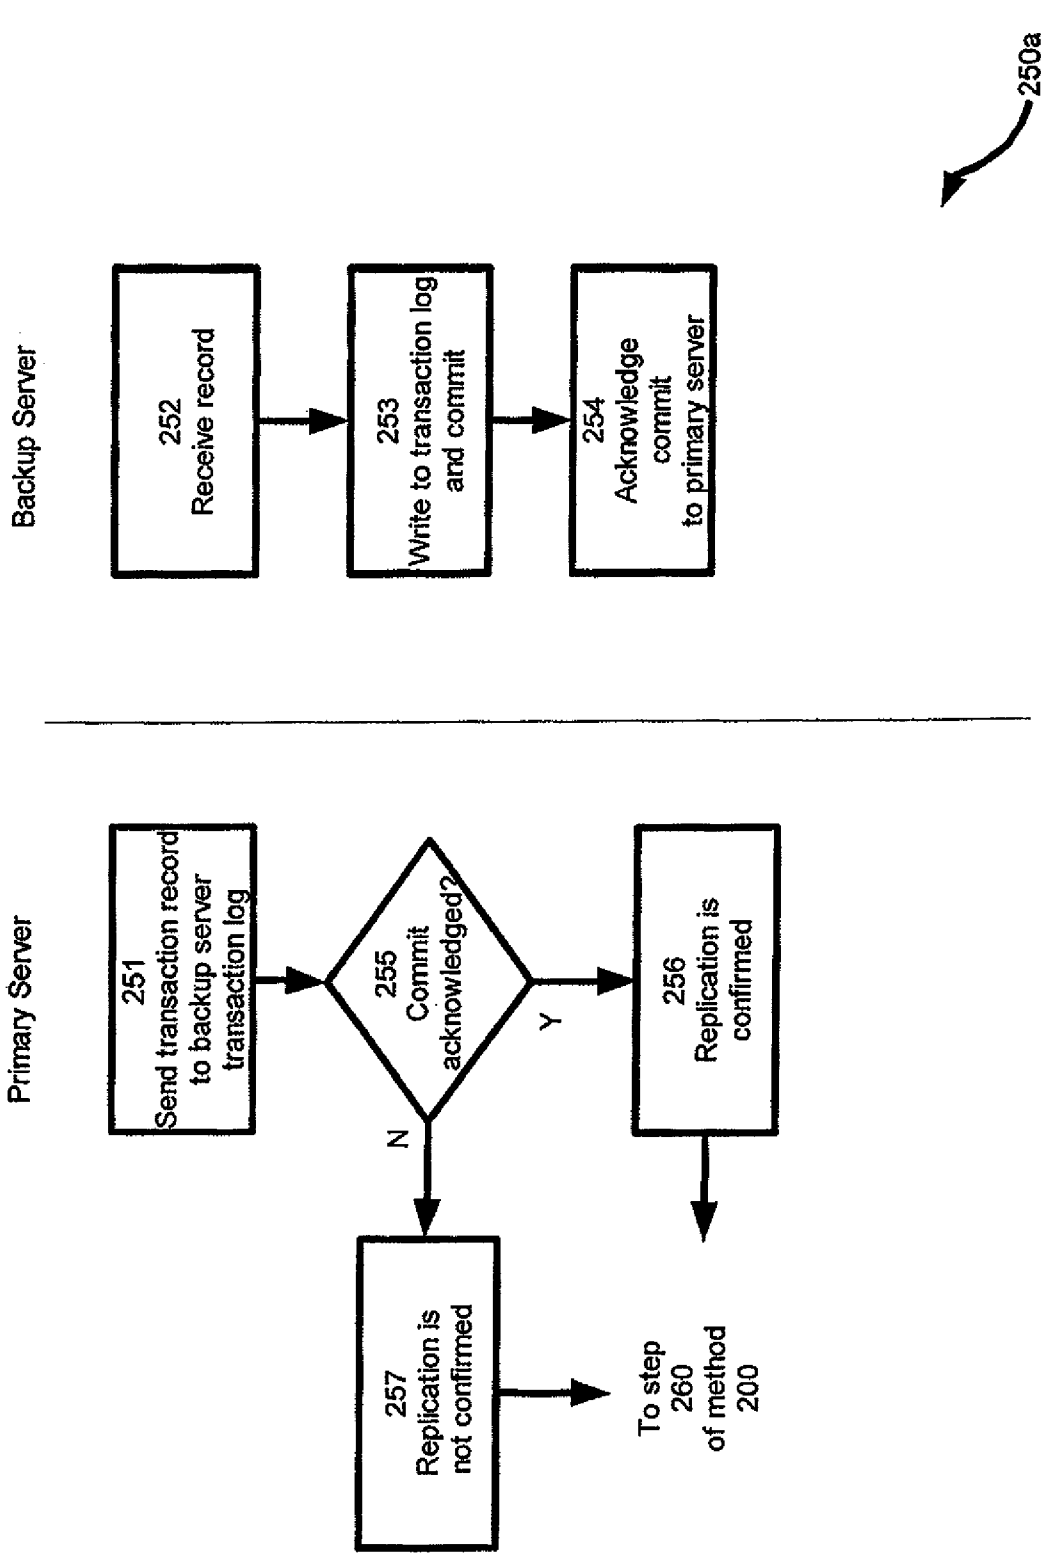 Primary Server
251
Send transaction record
to backup server
transaction log
255
Commit
acknowledged?
N
Y
257
Replication is
not confirmed
256
Replication is
confirmed
To step
260
of method
200
Backup Server
252
Receive record
253
Write to transaction log
and commit
254
Acknowledge
commit
to primary server
250a